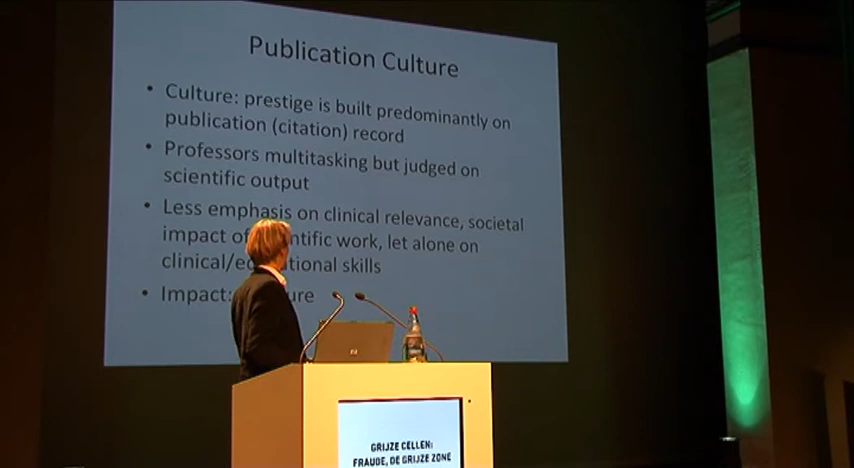 Publication Culture
• Culture: prestige is built predominantly on
publication (citation) record
• Professors multitasking but judged on
scientific output
• Less emphasis on clinical relevance, societal
impact of ntific work, let alone on
clinical/e tional skills
• Impact: ure
hp
GRIJZE CELLEN:
FRAUDE, DE GRIJZE ZONE